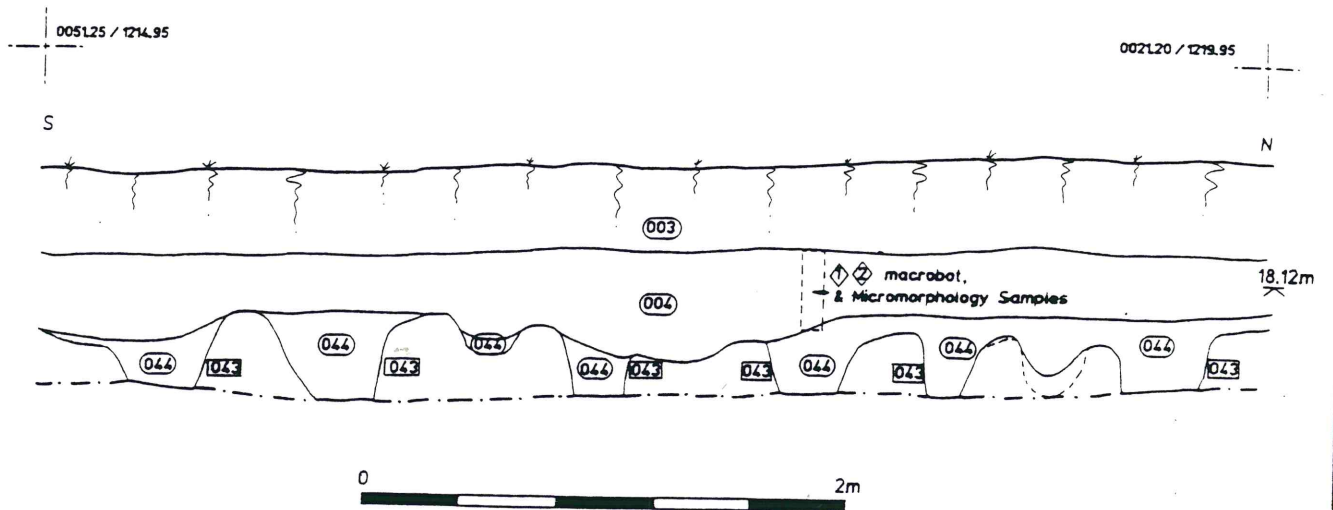 0051.25 / 1214.95
0021.20 / 1219.95
S
N
003
1 2 macrobot,
& Micromorphology Samples
18.12m
004
044 043 044 043 044 044 043 043 044 043 044 044 043
0 2m